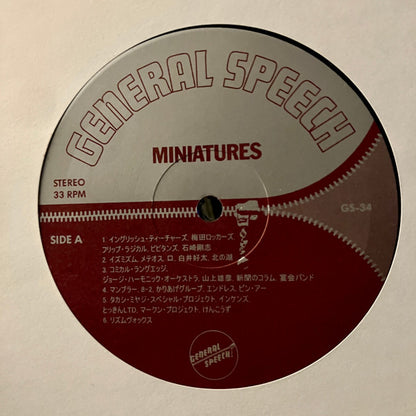 GENERAL SPEECH
MINIATURES
STEREO
33 RPM
GS-34
SIDE A
1. イングリッシュ・ティーチャーズ, 梅田ロッカーズ,
アリップ・ラジカル, ビビランズ, 石崎剛志
2. イズミズム, メテオス, ロ, 白井好太, 北の湖
3. コミカル・ラングエッジ,
ジョージ・ハーモニック・オーケストラ, 山上雄彦, 新聞のコラム, 宴会バンド
4. マンブラー, 8-2, かりあげグループ, エンドレス, ビン・アー
5. タカシ・ミヤジ・スペシャル・プロジェクト, インケンズ,
とっきんLTD, マークン・プロジェクト, けんこうず
6. リズムヴォックス
GENERAL
SPEECH!